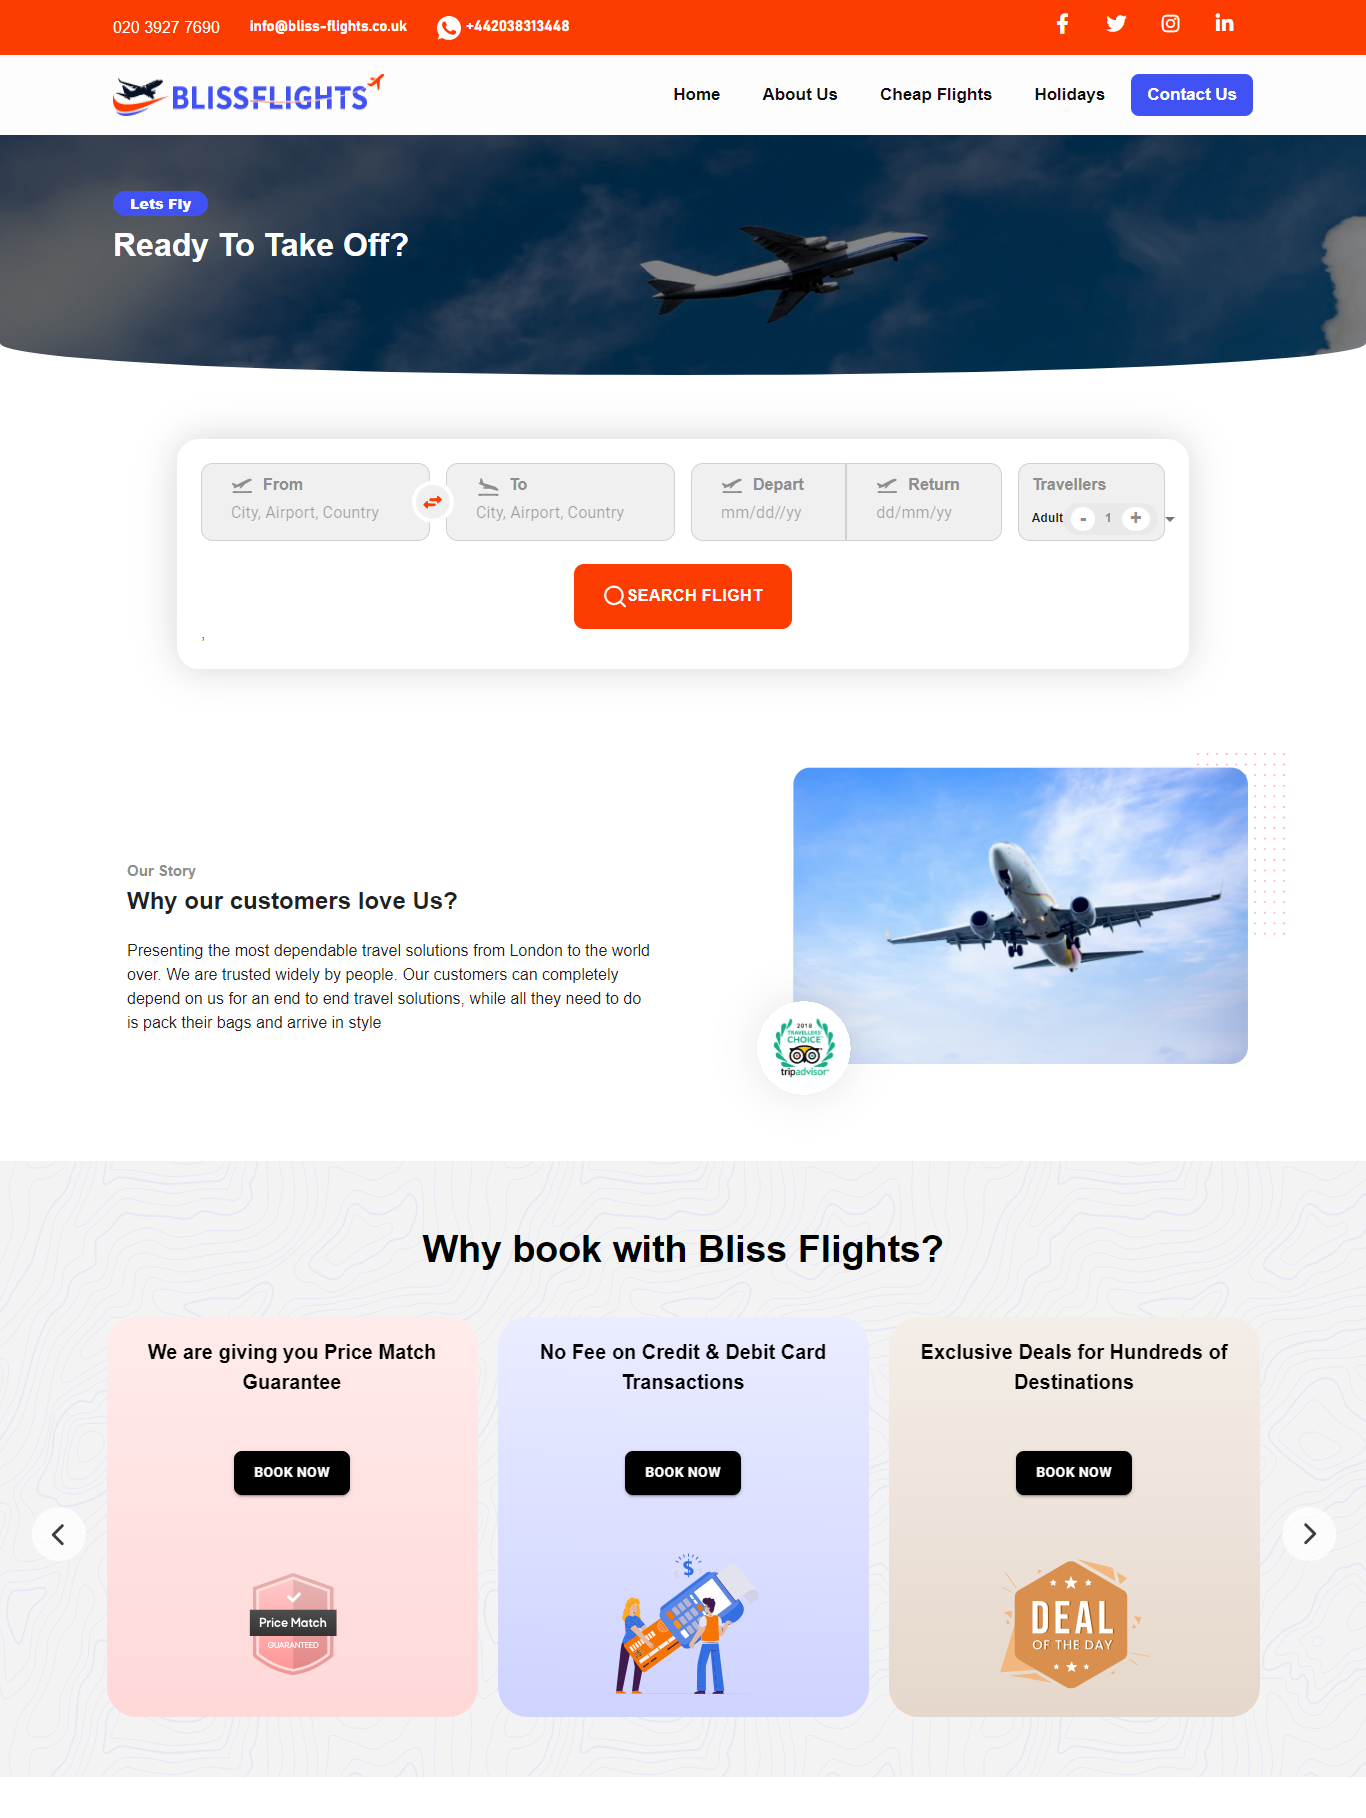 020 3927 7690
info@bliss-flights.co.uk
+442038313448
BLISSFLIGHTS
Home
About Us
Cheap Flights
Holidays
Contact Us
Lets Fly
Ready To Take Off?
From
City, Airport, Country
To
City, Airport, Country
Depart
mm/dd//yy
Return
dd/mm/yy
Travellers
Adult - 1 +
SEARCH FLIGHT
,
Our Story
Why our customers love Us?
Presenting the most dependable travel solutions from London to the world
over. We are trusted widely by people. Our customers can completely
depend on us for an end to end travel solutions, while all they need to do
is pack their bags and arrive in style
2018
TRAVELLERS'
CHOICE
tripadvisor
Why book with Bliss Flights?
We are giving you Price Match
Guarantee
BOOK NOW
Price Match
GUARANTEED
No Fee on Credit & Debit Card
Transactions
BOOK NOW
$
Exclusive Deals for Hundreds of
Destinations
BOOK NOW
DEAL
OF THE DAY